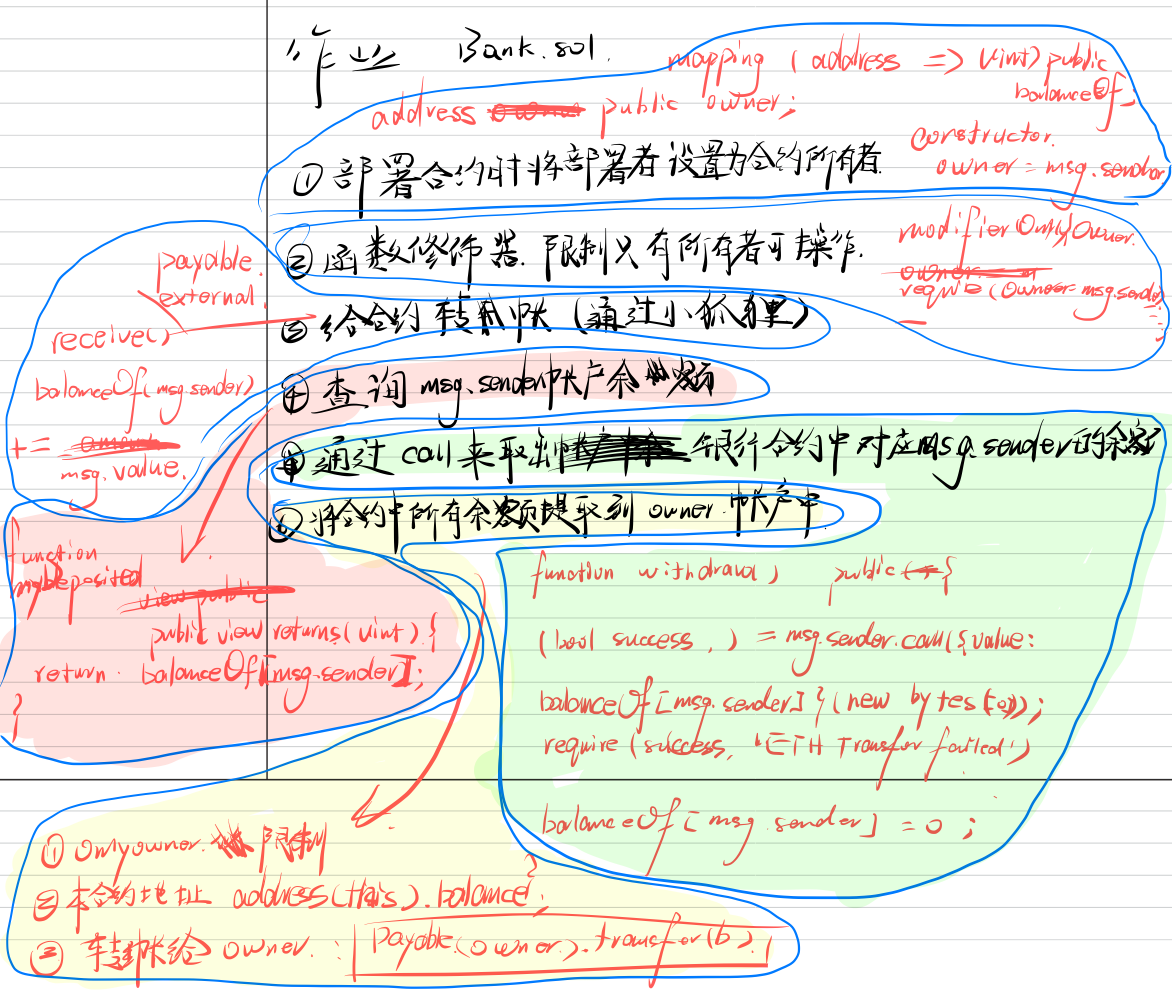 作业 Bank.sol.
mapping (address => uint) public
balanceOf;
address public owner;
constructor.
owner = msg.sender
① 部署合约时将部署者设置为合约所有者.
modifier OnlyOwner.
② 函数修饰器. 限制只有所有者可操作.
require(owner= msg.sender)
;
payable.
external.
receive()
③ 给合约转账 (通过小狐狸)
balanceOf(msg.sender)
+=
msg.value.
④ 查询 msg.sender帐户余额
通过 call 来取出 银行合约中对应msg.sender的余额
将合约中所有余额提取到 owner 帐户中
function
mydeposited
public view returns(uint) {
return balanceOf[msg.sender];
}
function withdraw() public {
(bool success, ) = msg.sender.call{value:
balanceOf[msg.sender]}(new bytes(0));
require (success, 'ETH Transfer failed')
balanceOf[msg.sender] = 0 ;
}
① onlyowner. 限制
② 本合约地址 address(this).balance;
③ 转帐给 owner. : payable(owner).transfer(b).